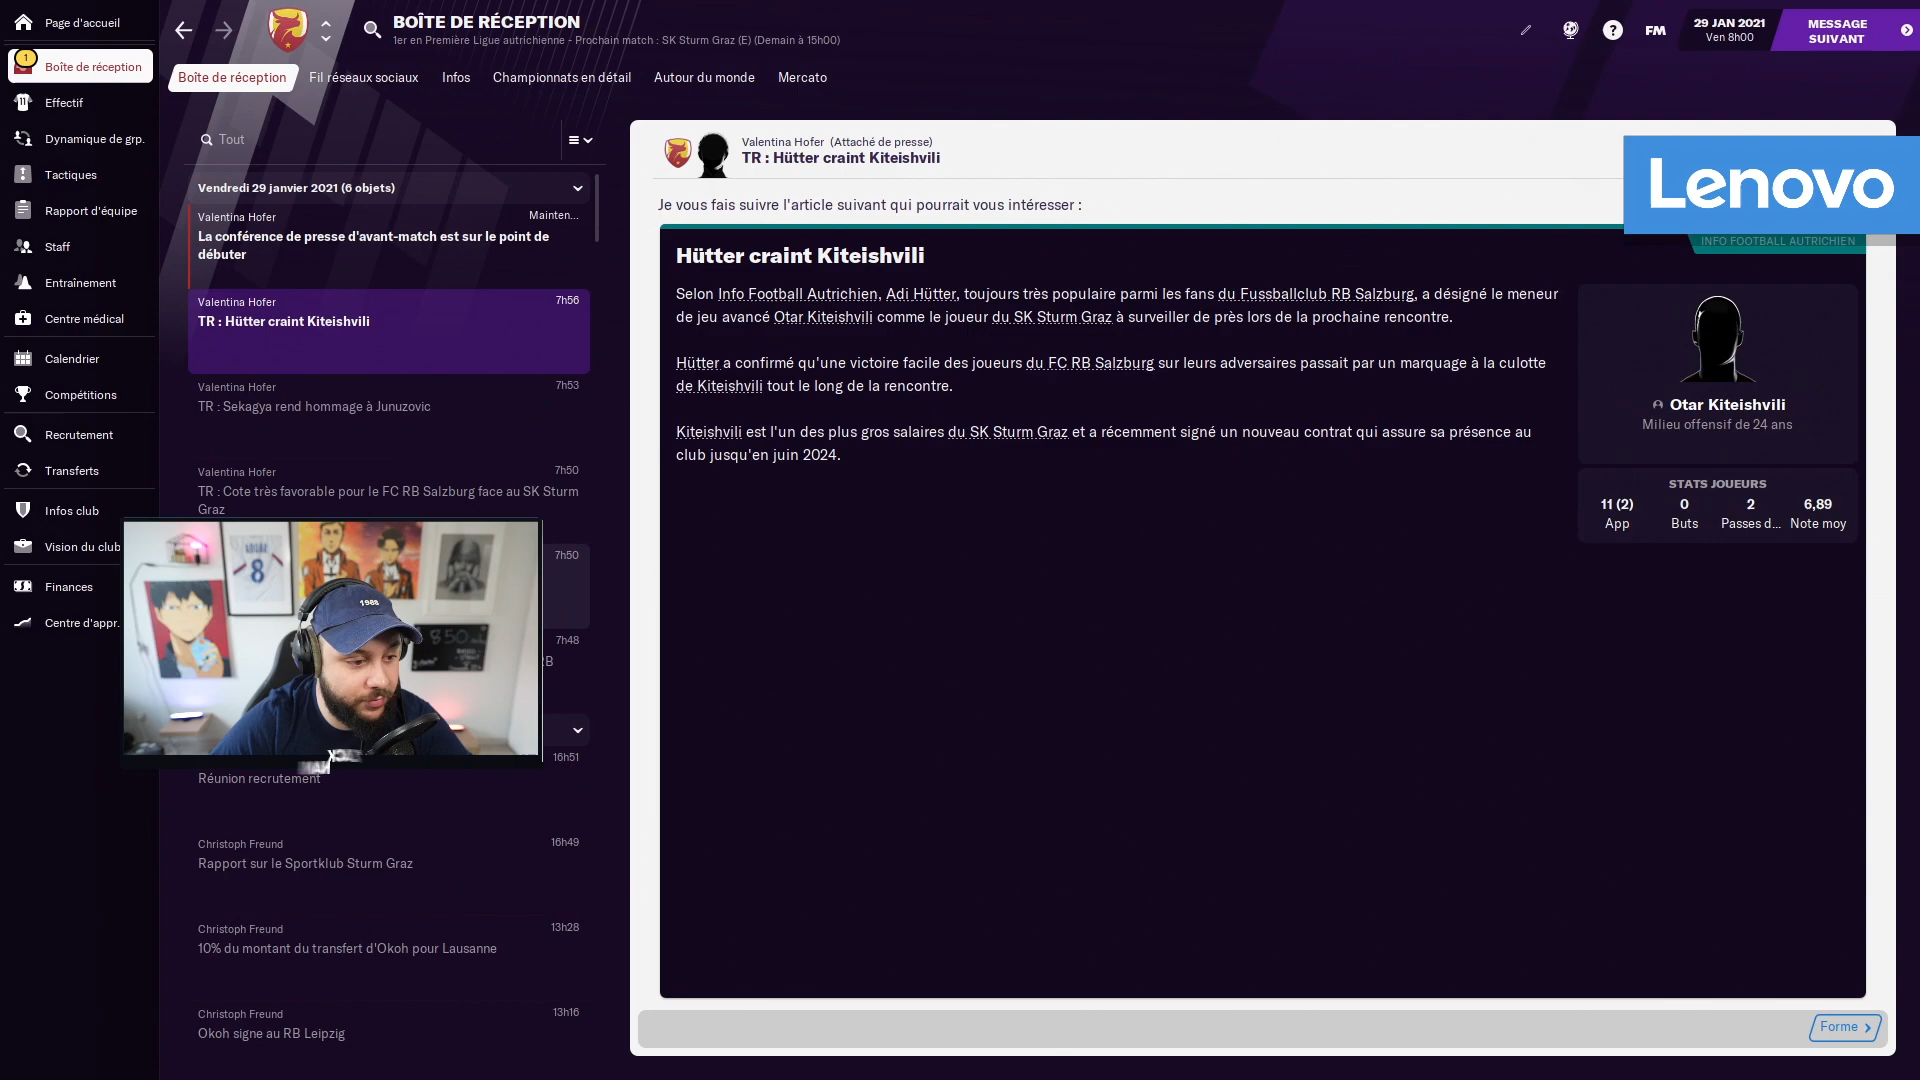 Page d'accueil
1
Boîte de réception
Effectif
Dynamique de grp.
Tactiques
Rapport d'équipe
Staff
Entraînement
Centre médical
Calendrier
Compétitions
Recrutement
Transferts
Infos club
Vision du club
Finances
Centre d'appr.
BOÎTE DE RÉCEPTION
1er en Première Ligue autrichienne - Prochain match : SK Sturm Graz (E) (Demain à 15h00)
FM
29 JAN 2021
Ven 8h00
MESSAGE
SUIVANT
Boîte de réception
Fil réseaux sociaux
Infos
Championnats en détail
Autour du monde
Mercato
Tout
Vendredi 29 janvier 2021 (6 objets)
Valentina Hofer
Mainten...
La conférence de presse d'avant-match est sur le point de
débuter
Valentina Hofer
7h56
TR : Hütter craint Kiteishvili
Valentina Hofer
7h53
TR : Sekagya rend hommage à Junuzovic
Valentina Hofer
7h50
TR : Cote très favorable pour le FC RB Salzburg face au SK Sturm
Graz
7h50
7h48
RB
16h51
Réunion recrutement
Christoph Freund
16h49
Rapport sur le Sportklub Sturm Graz
Christoph Freund
13h28
10% du montant du transfert d'Okoh pour Lausanne
Christoph Freund
13h16
Okoh signe au RB Leipzig
8
1988
850
Valentina Hofer (Attaché de presse)
TR : Hütter craint Kiteishvili
Lenovo
Je vous fais suivre l'article suivant qui pourrait vous intéresser :
INFO FOOTBALL AUTRICHIEN
Hütter craint Kiteishvili
Selon Info Football Autrichien, Adi Hütter, toujours très populaire parmi les fans du Fussballclub RB Salzburg, a désigné le meneur
de jeu avancé Otar Kiteishvili comme le joueur du SK Sturm Graz à surveiller de près lors de la prochaine rencontre.
Hütter a confirmé qu'une victoire facile des joueurs du FC RB Salzburg sur leurs adversaires passait par un marquage à la culotte
de Kiteishvili tout le long de la rencontre.
Kiteishvili est l'un des plus gros salaires du SK Sturm Graz et a récemment signé un nouveau contrat qui assure sa présence au
club jusqu'en juin 2024.
Otar Kiteishvili
Milieu offensif de 24 ans
STATS JOUEURS
11 (2)
0
2
6,89
App
Buts
Passes d...
Note moy
Forme